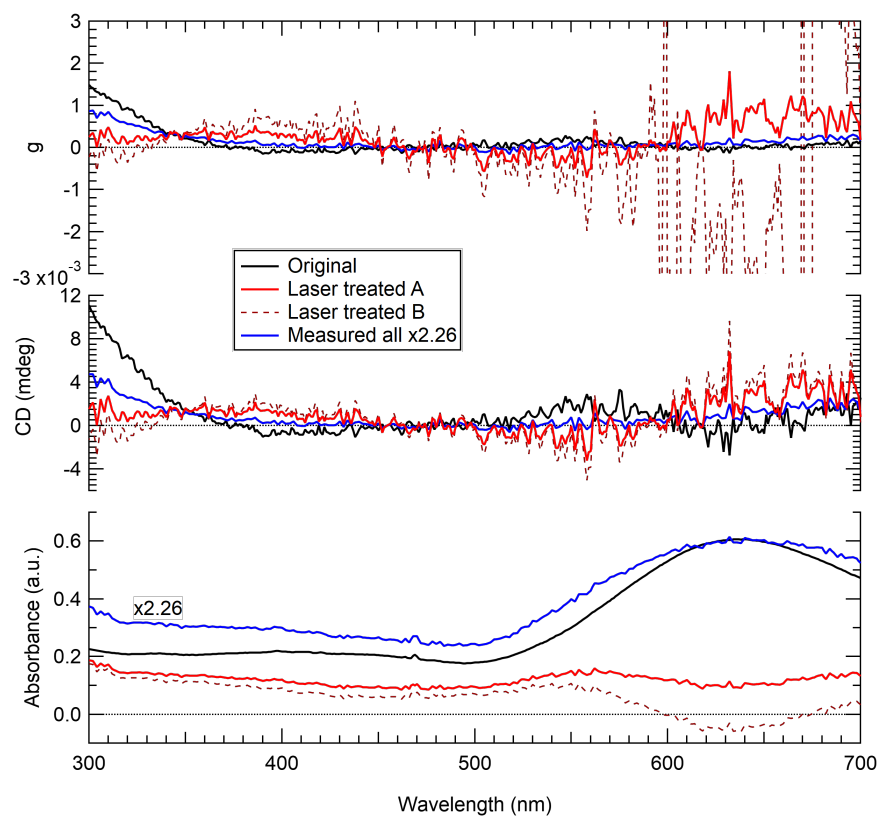 3
2
1
0
-1
-2
-3 x10⁻³
g
Original
Laser treated A
Laser treated B
Measured all x2.26
12
8
4
0
-4
CD (mdeg)
0.6
0.4
0.2
0.0
Absorbance (a.u.)
x2.26
300
400
500
600
700
Wavelength (nm)